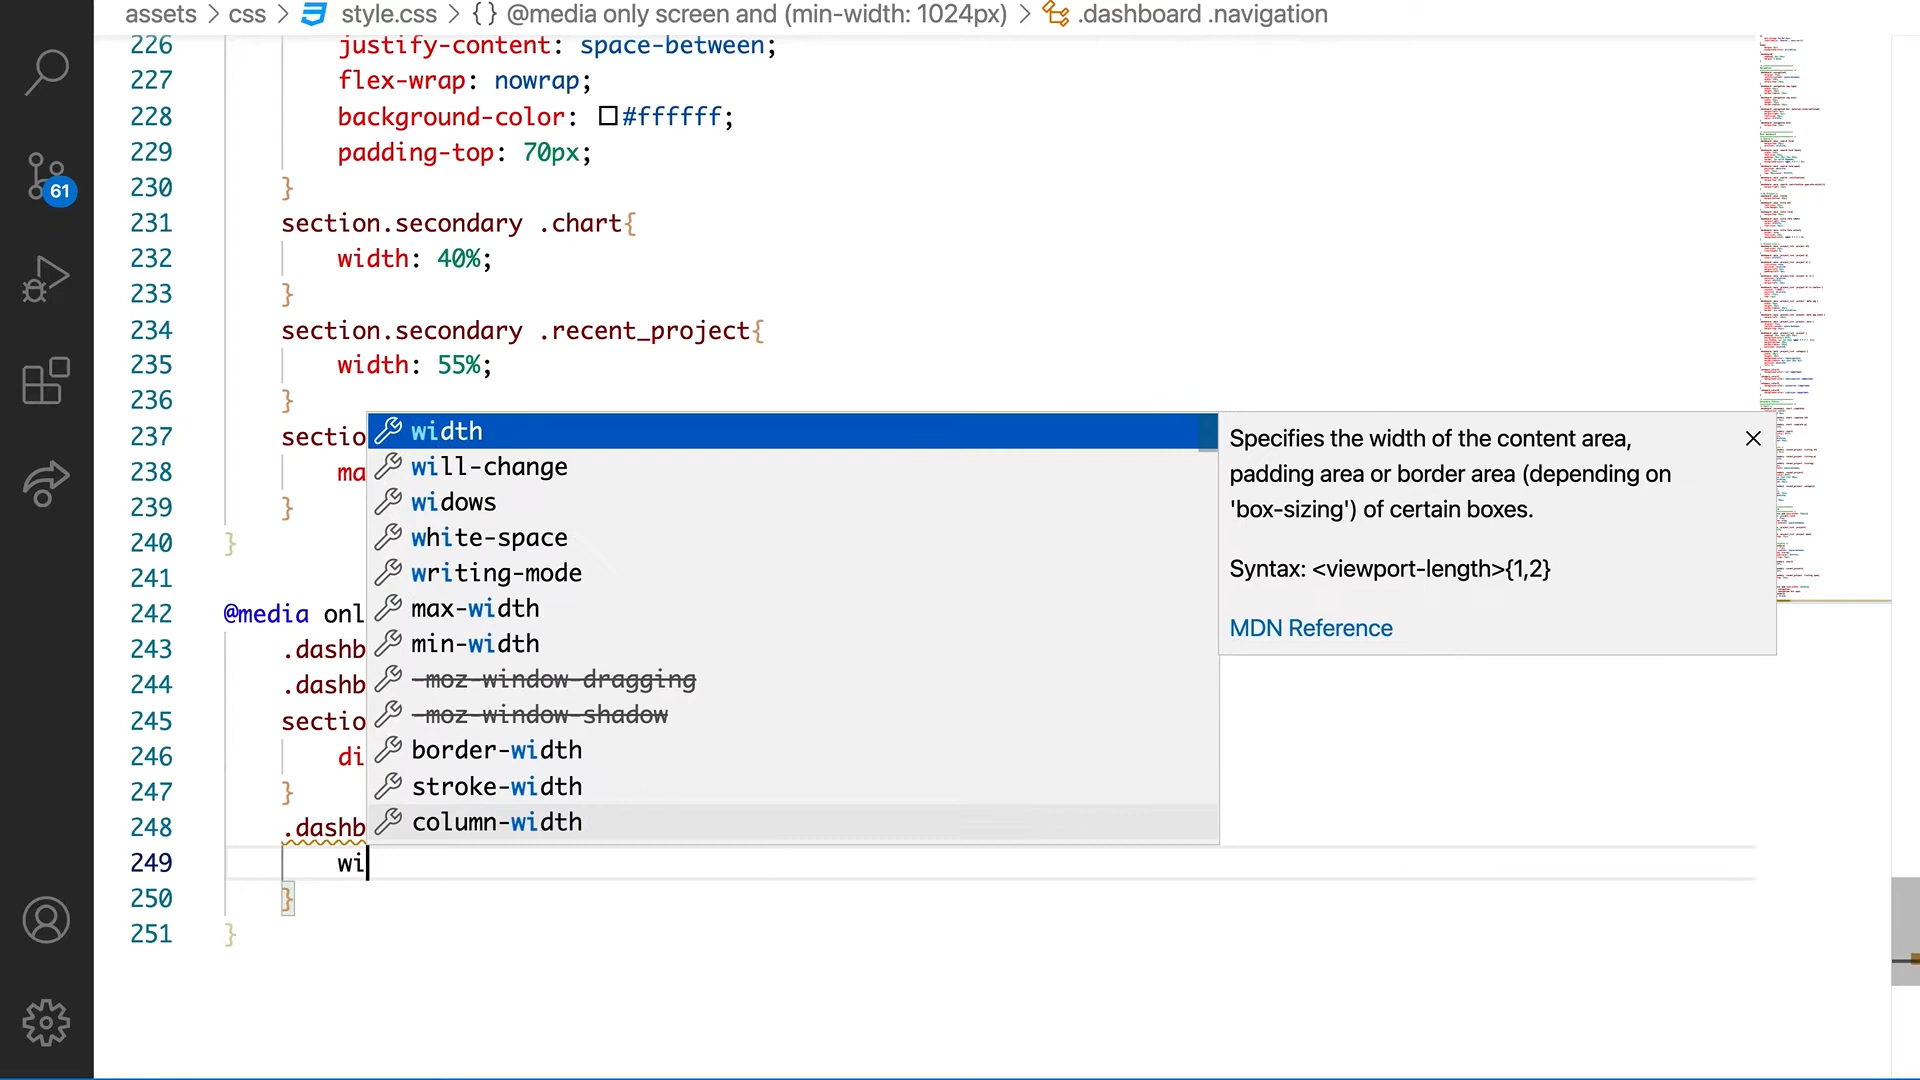 assets > css > style.css > {} @media only screen and (min-width: 1024px) > .dashboard .navigation
226 justify-content: space-between;
227 flex-wrap: nowrap;
228 background-color: #ffffff;
229 padding-top: 70px;
230 }
231 section.secondary .chart{
232 width: 40%;
233 }
234 section.secondary .recent_project{
235 width: 55%;
236 }
237 sectio
238 ma
239 }
240 }
241
242 @media onl
243 .dashb
244 .dashb
245 sectio
246 di
247 }
248 .dashb
249 wi
250 }
251 }
61
width
will-change
widows
white-space
writing-mode
max-width
min-width
-moz-window-dragging
-moz-window-shadow
border-width
stroke-width
column-width
Specifies the width of the content area,
padding area or border area (depending on
'box-sizing') of certain boxes.
Syntax: <viewport-length>{1,2}
MDN Reference